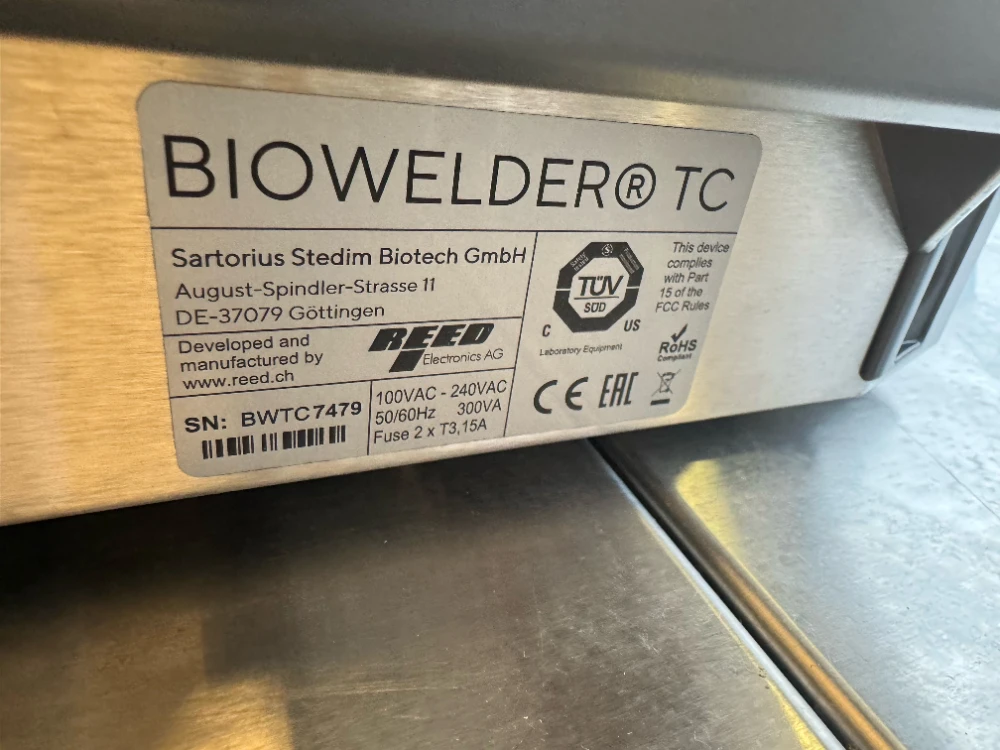 BIOWELDER® TC
Sartorius Stedim Biotech GmbH
August-Spindler-Strasse 11
DE-37079 Göttingen
Developed and
manufactured by
www.reed.ch
REED
Electronics AG
SN: BWTC7479
100VAC - 240VAC
50/60Hz 300VA
Fuse 2 x T3,15A
TÜV
SÜD
C US
Laboratory Equipment
This device
complies
with Part
15 of the
FCC Rules
RoHS
Compliant
CE EAC